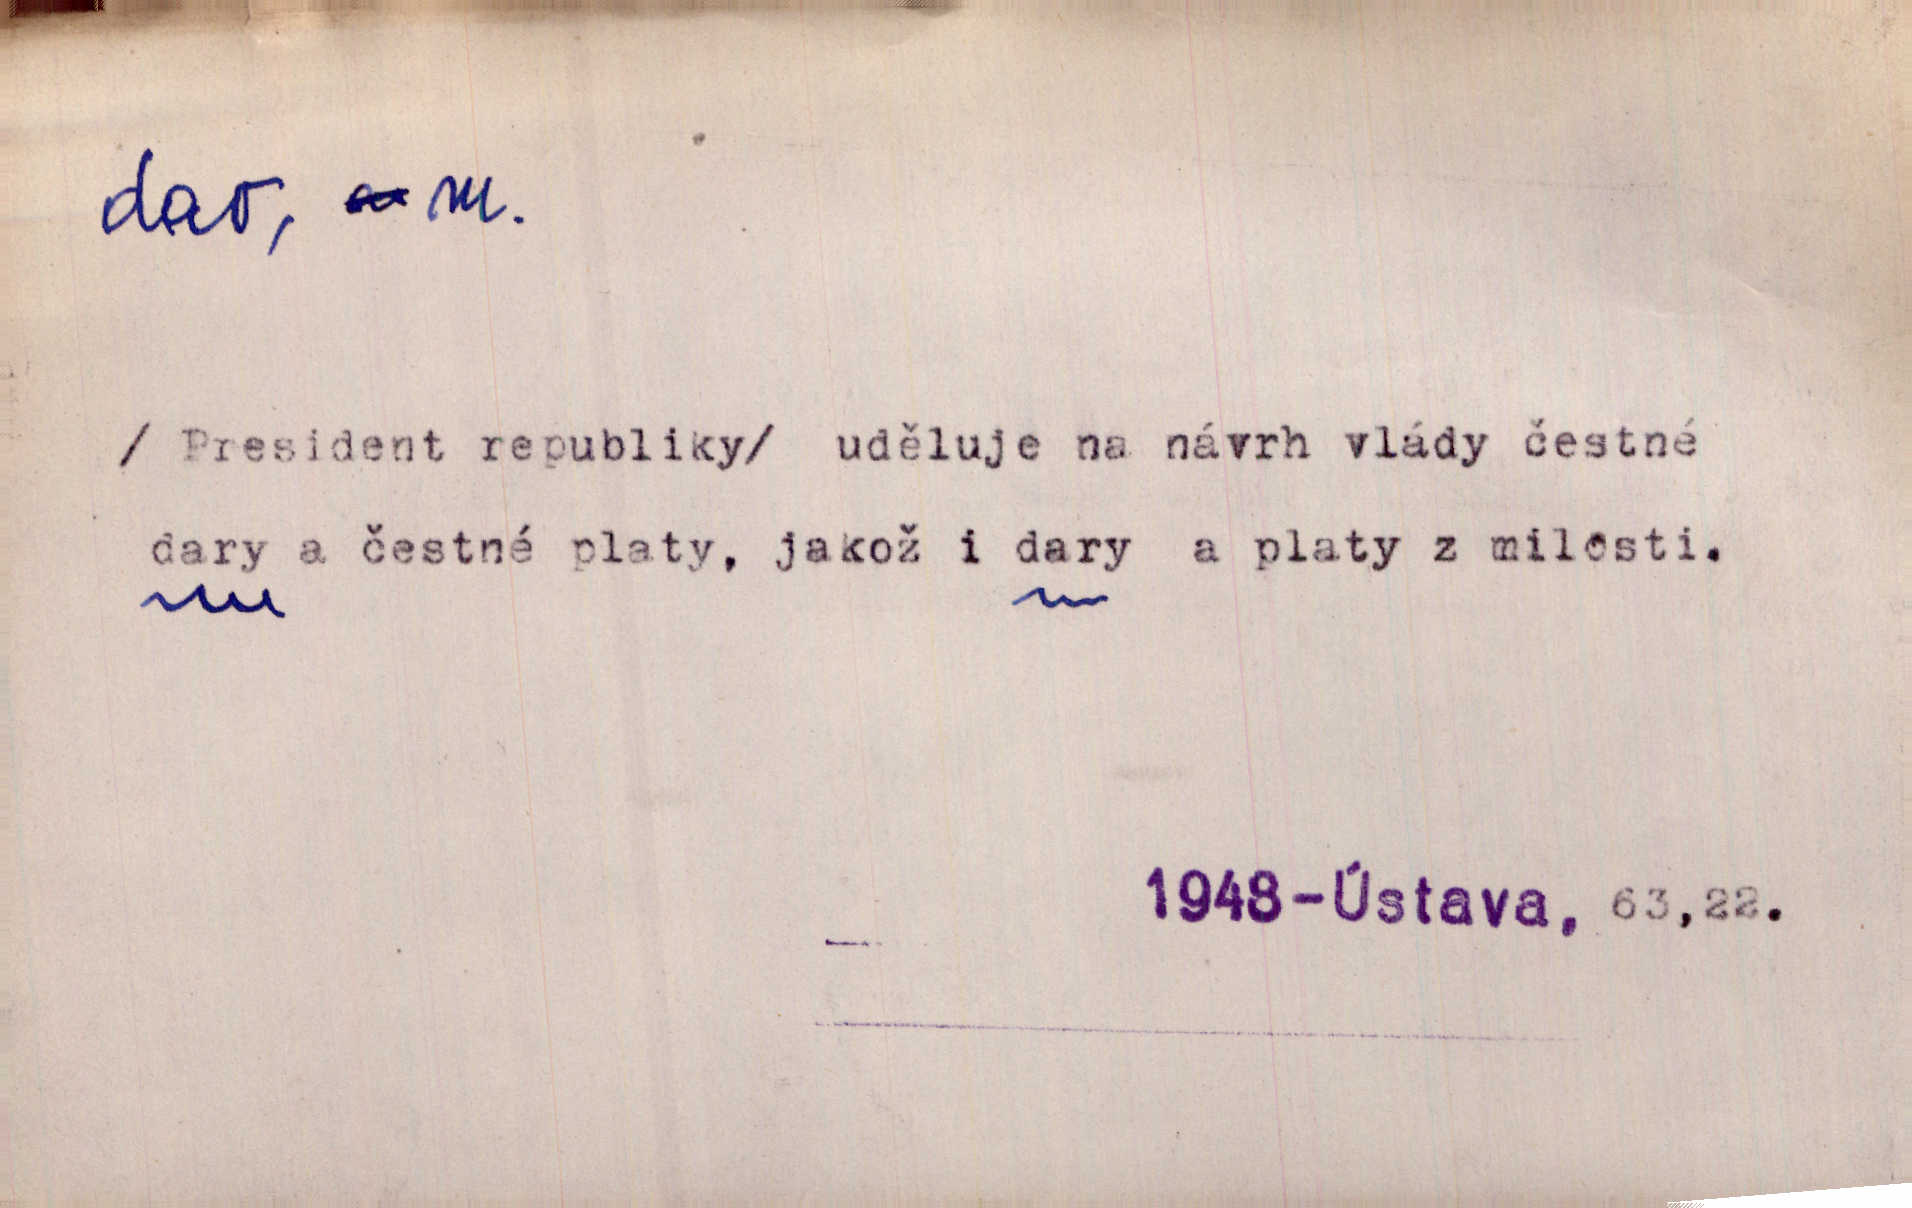 dar, m.
/ President republiky/ uděluje na návrh vlády čestné
dary a čestné platy, jakož i dary a platy z milosti.
1948-Ústava, 63,22.